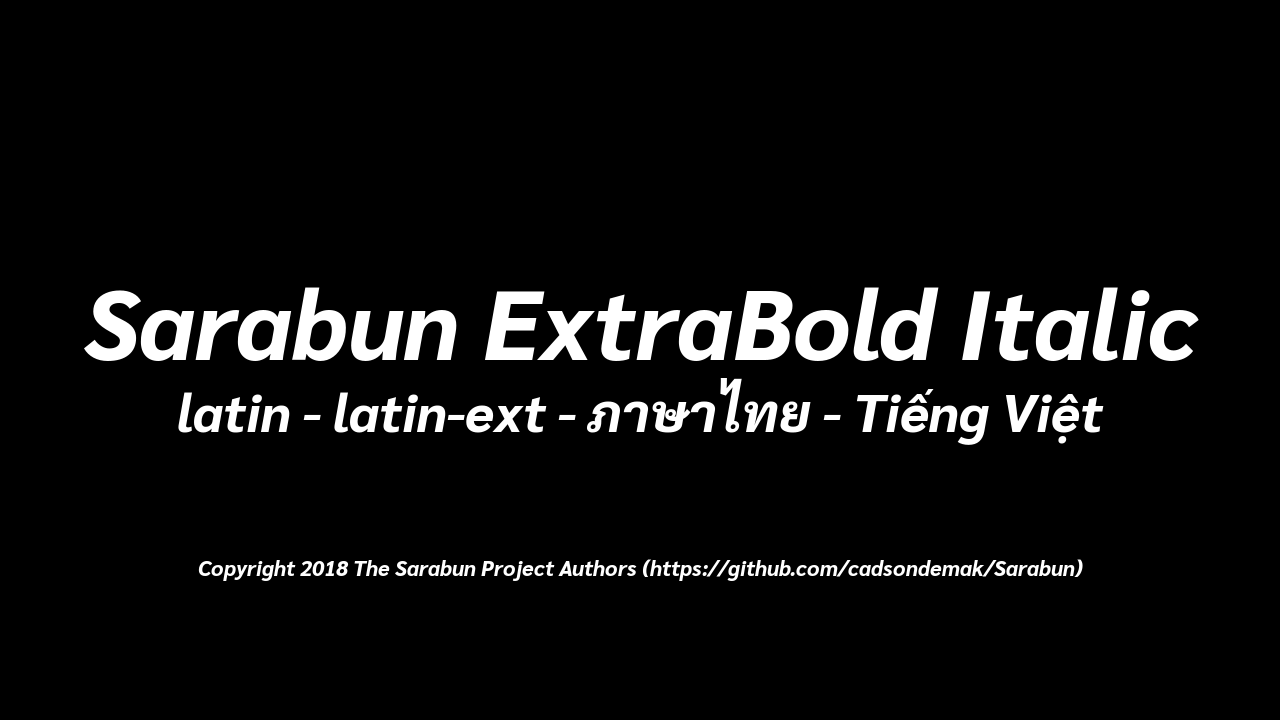 Sarabun ExtraBold Italic
latin - latin-ext - ภาษาไทย - Tiếng Việt
Copyright 2018 The Sarabun Project Authors (https://github.com/cadsondemak/Sarabun)